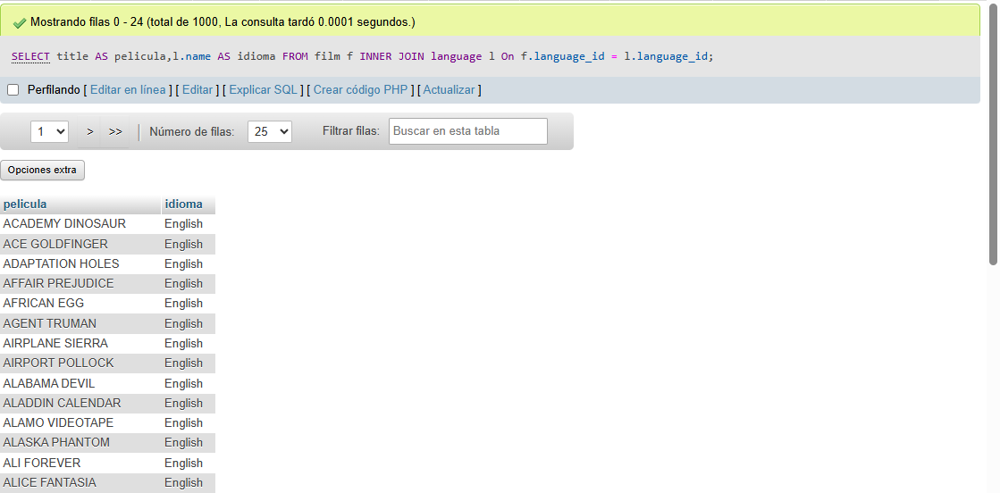 Mostrando filas 0 - 24 (total de 1000, La consulta tardó 0.0001 segundos.)
SELECT title AS pelicula,l.name AS idioma FROM film f INNER JOIN language l On f.language_id = l.language_id;
Perfilando [ Editar en línea ] [ Editar ] [ Explicar SQL ] [ Crear código PHP ] [ Actualizar ]
1 > >> | Número de filas: 25 Filtrar filas: Buscar en esta tabla
Opciones extra
pelicula idioma
ACADEMY DINOSAUR English
ACE GOLDFINGER English
ADAPTATION HOLES English
AFFAIR PREJUDICE English
AFRICAN EGG English
AGENT TRUMAN English
AIRPLANE SIERRA English
AIRPORT POLLOCK English
ALABAMA DEVIL English
ALADDIN CALENDAR English
ALAMO VIDEOTAPE English
ALASKA PHANTOM English
ALI FOREVER English
ALICE FANTASIA English